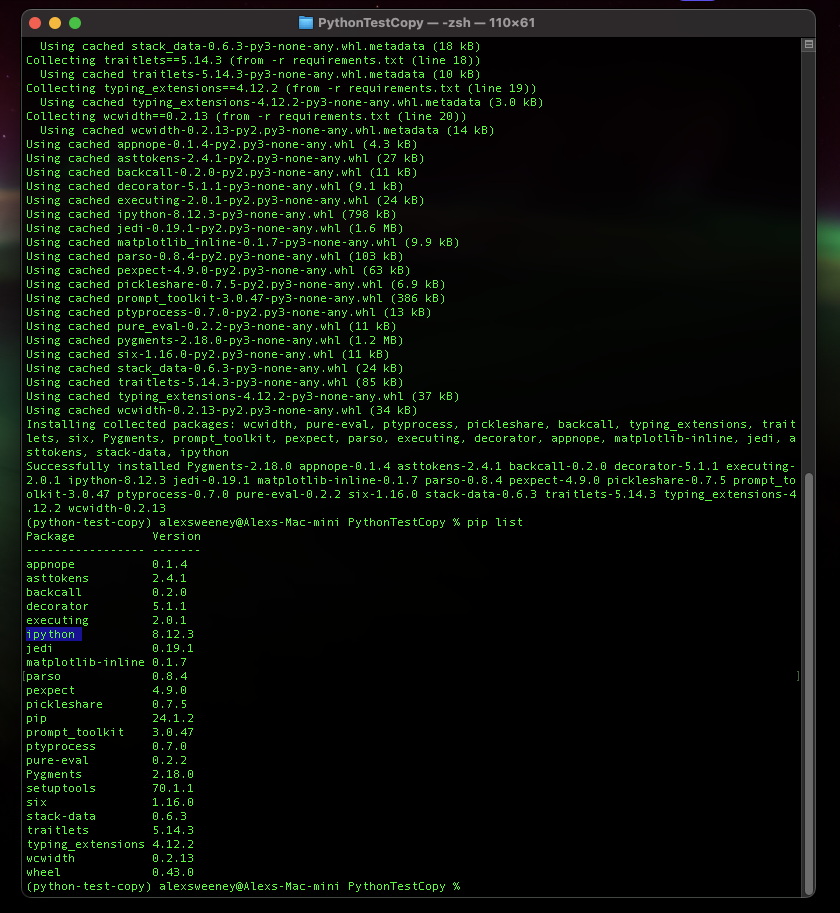 PythonTestCopy — -zsh — 110×61
Using cached stack_data-0.6.3-py3-none-any.whl.metadata (18 kB)
Collecting traitlets==5.14.3 (from -r requirements.txt (line 18))
Using cached traitlets-5.14.3-py3-none-any.whl.metadata (10 kB)
Collecting typing_extensions==4.12.2 (from -r requirements.txt (line 19))
Using cached typing_extensions-4.12.2-py3-none-any.whl.metadata (3.0 kB)
Collecting wcwidth==0.2.13 (from -r requirements.txt (line 20))
Using cached wcwidth-0.2.13-py2.py3-none-any.whl.metadata (14 kB)
Using cached appnope-0.1.4-py2.py3-none-any.whl (4.3 kB)
Using cached asttokens-2.4.1-py2.py3-none-any.whl (27 kB)
Using cached backcall-0.2.0-py2.py3-none-any.whl (11 kB)
Using cached decorator-5.1.1-py3-none-any.whl (9.1 kB)
Using cached executing-2.0.1-py2.py3-none-any.whl (24 kB)
Using cached ipython-8.12.3-py3-none-any.whl (798 kB)
Using cached jedi-0.19.1-py2.py3-none-any.whl (1.6 MB)
Using cached matplotlib_inline-0.1.7-py3-none-any.whl (9.9 kB)
Using cached parso-0.8.4-py2.py3-none-any.whl (103 kB)
Using cached pexpect-4.9.0-py2.py3-none-any.whl (63 kB)
Using cached pickleshare-0.7.5-py2.py3-none-any.whl (6.9 kB)
Using cached prompt_toolkit-3.0.47-py3-none-any.whl (386 kB)
Using cached ptyprocess-0.7.0-py2.py3-none-any.whl (13 kB)
Using cached pure_eval-0.2.2-py3-none-any.whl (11 kB)
Using cached pygments-2.18.0-py3-none-any.whl (1.2 MB)
Using cached six-1.16.0-py2.py3-none-any.whl (11 kB)
Using cached stack_data-0.6.3-py3-none-any.whl (24 kB)
Using cached traitlets-5.14.3-py3-none-any.whl (85 kB)
Using cached typing_extensions-4.12.2-py3-none-any.whl (37 kB)
Using cached wcwidth-0.2.13-py2.py3-none-any.whl (34 kB)
Installing collected packages: wcwidth, pure-eval, ptyprocess, pickleshare, backcall, typing_extensions, trait
lets, six, Pygments, prompt_toolkit, pexpect, parso, executing, decorator, appnope, matplotlib-inline, jedi, a
sttokens, stack-data, ipython
Successfully installed Pygments-2.18.0 appnope-0.1.4 asttokens-2.4.1 backcall-0.2.0 decorator-5.1.1 executing-
2.0.1 ipython-8.12.3 jedi-0.19.1 matplotlib-inline-0.1.7 parso-0.8.4 pexpect-4.9.0 pickleshare-0.7.5 prompt_to
olkit-3.0.47 ptyprocess-0.7.0 pure-eval-0.2.2 six-1.16.0 stack-data-0.6.3 traitlets-5.14.3 typing_extensions-4
.12.2 wcwidth-0.2.13
(python-test-copy) alexsweeney@Alexs-Mac-mini PythonTestCopy % pip list
Package           Version
----------------- -------
appnope           0.1.4
asttokens         2.4.1
backcall          0.2.0
decorator         5.1.1
executing         2.0.1
ipython           8.12.3
jedi              0.19.1
matplotlib-inline 0.1.7
[parso             0.8.4 ]
pexpect           4.9.0
pickleshare       0.7.5
pip               24.1.2
prompt_toolkit    3.0.47
ptyprocess        0.7.0
pure-eval         0.2.2
Pygments          2.18.0
setuptools        70.1.1
six               1.16.0
stack-data        0.6.3
traitlets         5.14.3
typing_extensions 4.12.2
wcwidth           0.2.13
wheel             0.43.0
(python-test-copy) alexsweeney@Alexs-Mac-mini PythonTestCopy %